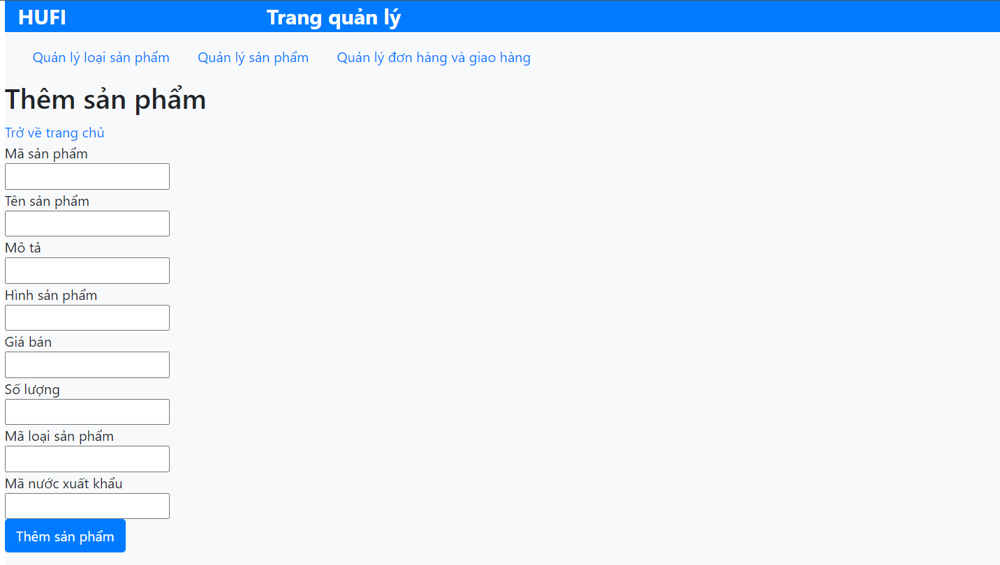 HUFI Trang quản lý
Quản lý loại sản phẩm Quản lý sản phẩm Quản lý đơn hàng và giao hàng
Thêm sản phẩm
Trở về trang chủ
Mã sản phẩm
Tên sản phẩm
Mô tả
Hình sản phẩm
Giá bán
Số lượng
Mã loại sản phẩm
Mã nước xuất khẩu
Thêm sản phẩm